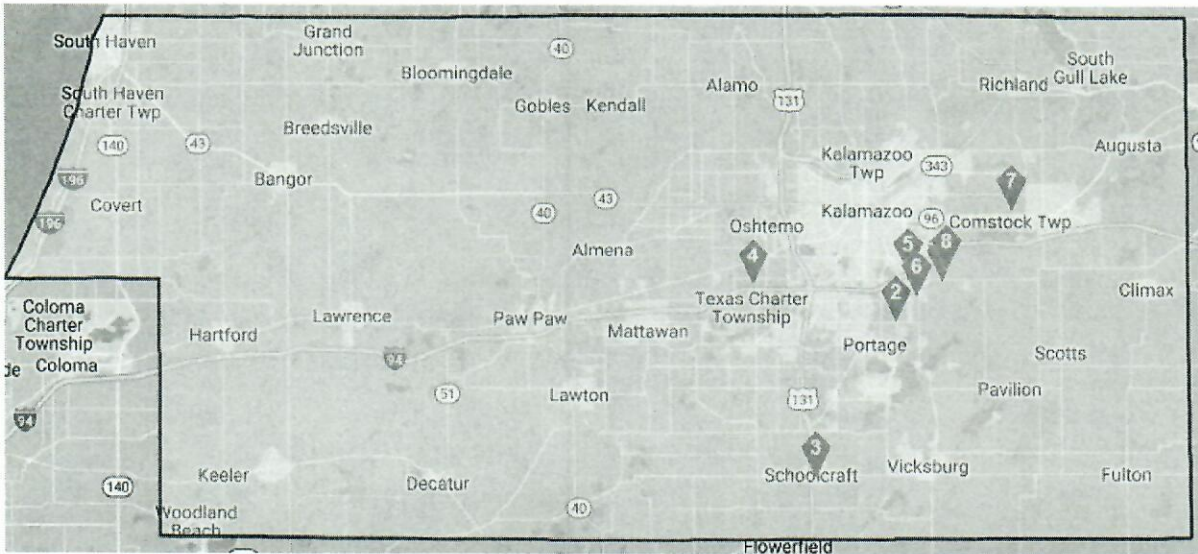 South Haven
Grand
Junction
40
Bloomingdale
South
Gull Lake
Richland
Alamo
131
South Haven
Charter Twp
Gobles
Kendall
Breedsville
140
43
Kalamazoo
Twp
343
Augusta
196
Bangor
7
Covert
43
40
Kalamazoo
96
Comstock Twp
196
Oshtemo
Almena
5
8
4
6
2
Climax
Coloma
Charter
Township
Texas Charter
Township
Hartford
Lawrence
Paw Paw
Mattawan
Portage
Scotts
de
Coloma
94
51
Lawton
131
Pavilion
94
3
Keeler
Decatur
Schoolcraft
Vicksburg
Fulton
140
40
Woodland
Beach
Flowerfield